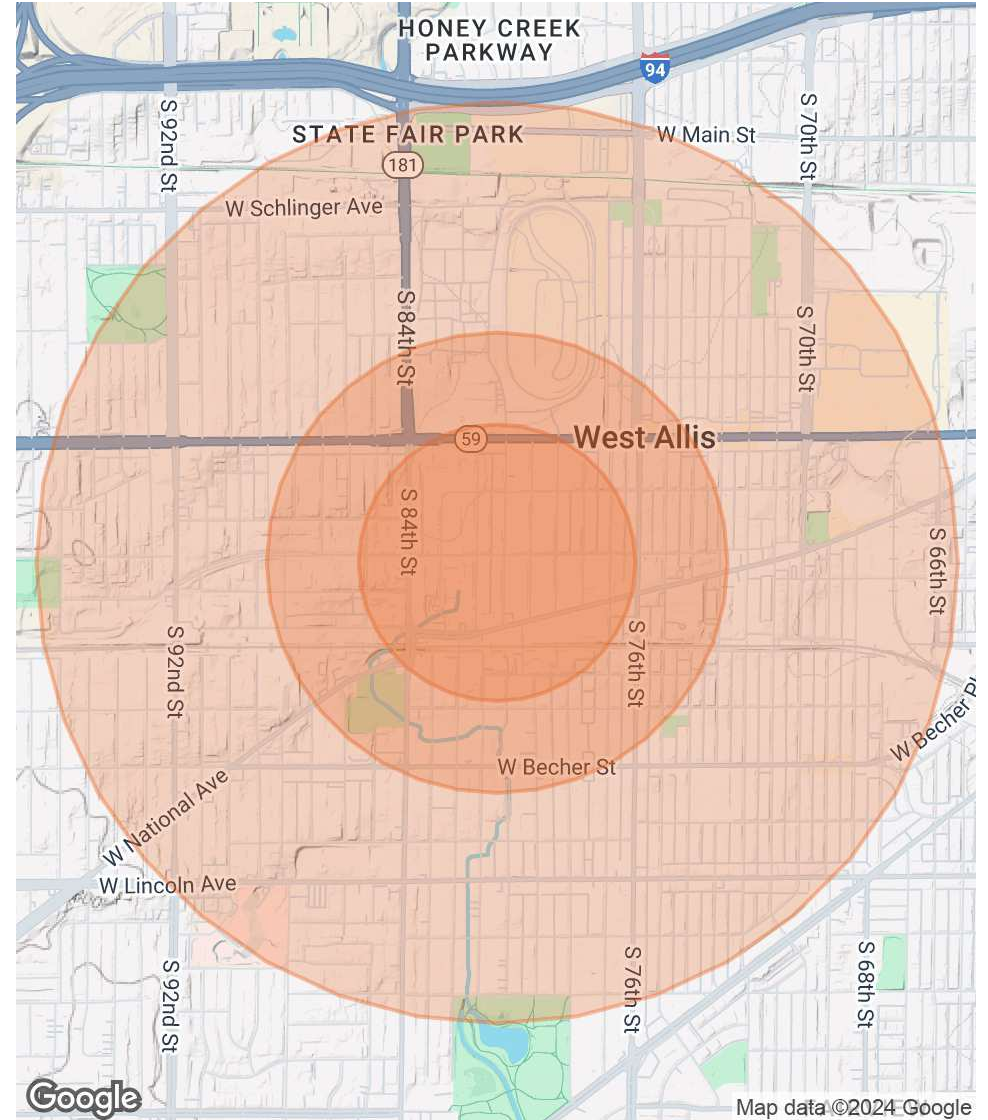 HONEY CREEK
PARKWAY
94
S 92nd St
S 70th St
STATE FAIR PARK
W Main St
181
W Schlinger Ave
S 84th St
S 70th St
59
West Allis
S 84th St
S 66th St
S 92nd St
S 76th St
W Becher Pl
W Becher St
W National Ave
W Lincoln Ave
S 92nd St
S 76th St
S 68th St
Google
Map data ©2024 Google